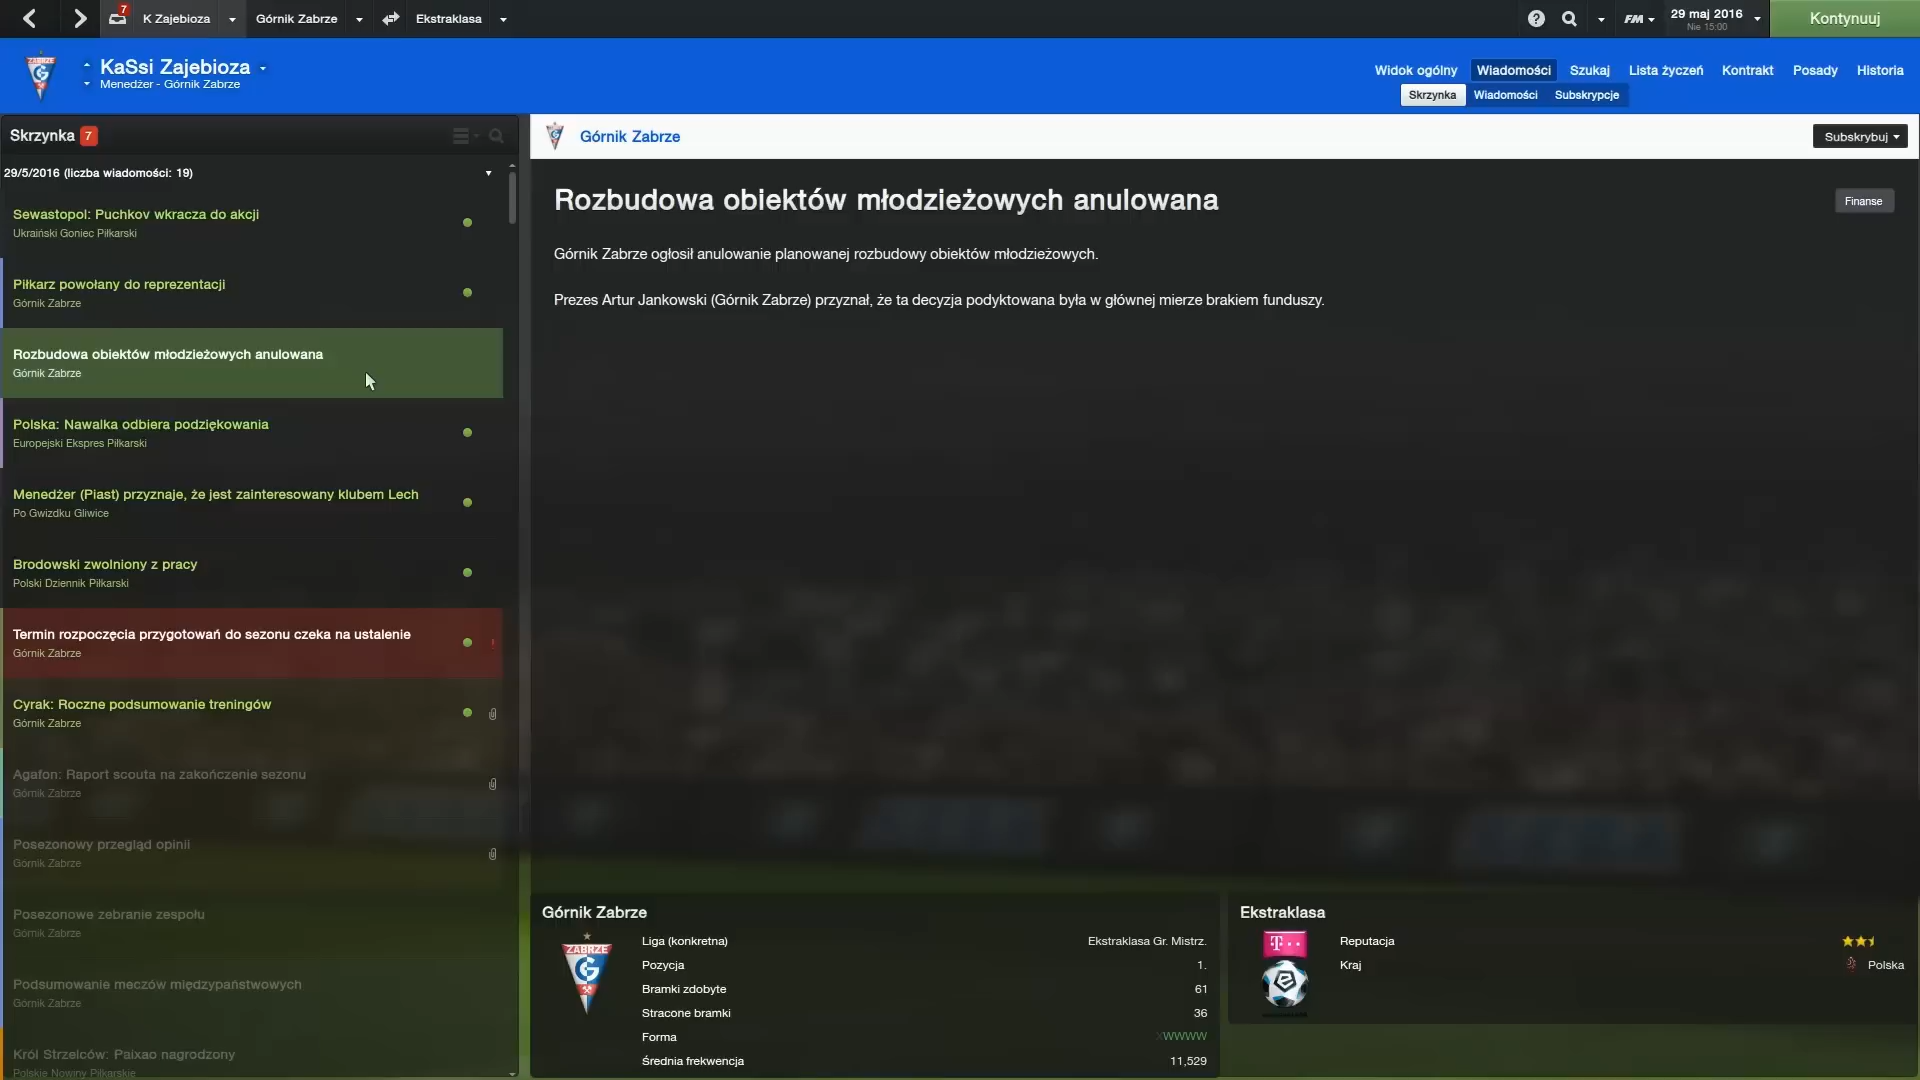 7
K Zajebioza
Górnik Zabrze
Ekstraklasa
FM
29 maj 2016
Nie 15:00
Kontynuuj
KaSsi Zajebioza
Menedżer - Górnik Zabrze
Widok ogólny
Wiadomości
Szukaj
Lista życzeń
Kontrakt
Posady
Historia
Skrzynka
Wiadomości
Subskrypcje
Skrzynka 7
29/5/2016 (liczba wiadomości: 19)
Sewastopol: Puchkov wkracza do akcji
Ukraiński Goniec Piłkarski
Piłkarz powołany do reprezentacji
Górnik Zabrze
Rozbudowa obiektów młodzieżowych anulowana
Górnik Zabrze
Polska: Nawalka odbiera podziękowania
Europejski Ekspres Piłkarski
Menedżer (Piast) przyznaje, że jest zainteresowany klubem Lech
Po Gwizdku Gliwice
Brodowski zwolniony z pracy
Polski Dziennik Piłkarski
Termin rozpoczęcia przygotowań do sezonu czeka na ustalenie
Górnik Zabrze
Cyrak: Roczne podsumowanie treningów
Górnik Zabrze
Agafon: Raport scouta na zakończenie sezonu
Górnik Zabrze
Posezonowy przegląd opinii
Górnik Zabrze
Posezonowe zebranie zespołu
Górnik Zabrze
Podsumowanie meczów międzypaństwowych
Górnik Zabrze
Król Strzelców: Paixao nagrodzony
Polskie Nowiny Piłkarskie
Górnik Zabrze
Subskrybuj
Rozbudowa obiektów młodzieżowych anulowana
Finanse
Górnik Zabrze ogłosił anulowanie planowanej rozbudowy obiektów młodzieżowych.
Prezes Artur Jankowski (Górnik Zabrze) przyznał, że ta decyzja podyktowana była w głównej mierze brakiem funduszy.
Górnik Zabrze
ZABRZE
Liga (konkretna) Ekstraklasa Gr. Mistrz.
Pozycja 1.
Bramki zdobyte 61
Stracone bramki 36
Forma WWWW
Średnia frekwencja 11,529
Ekstraklasa
Reputacja
Kraj Polska